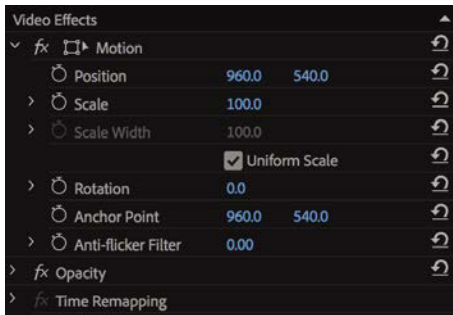 Video Effects
fx Motion
Position 960.0 540.0
Scale 100.0
Scale Width 100.0
Uniform Scale
Rotation 0.0
Anchor Point 960.0 540.0
Anti-flicker Filter 0.00
fx Opacity
fx Time Remapping